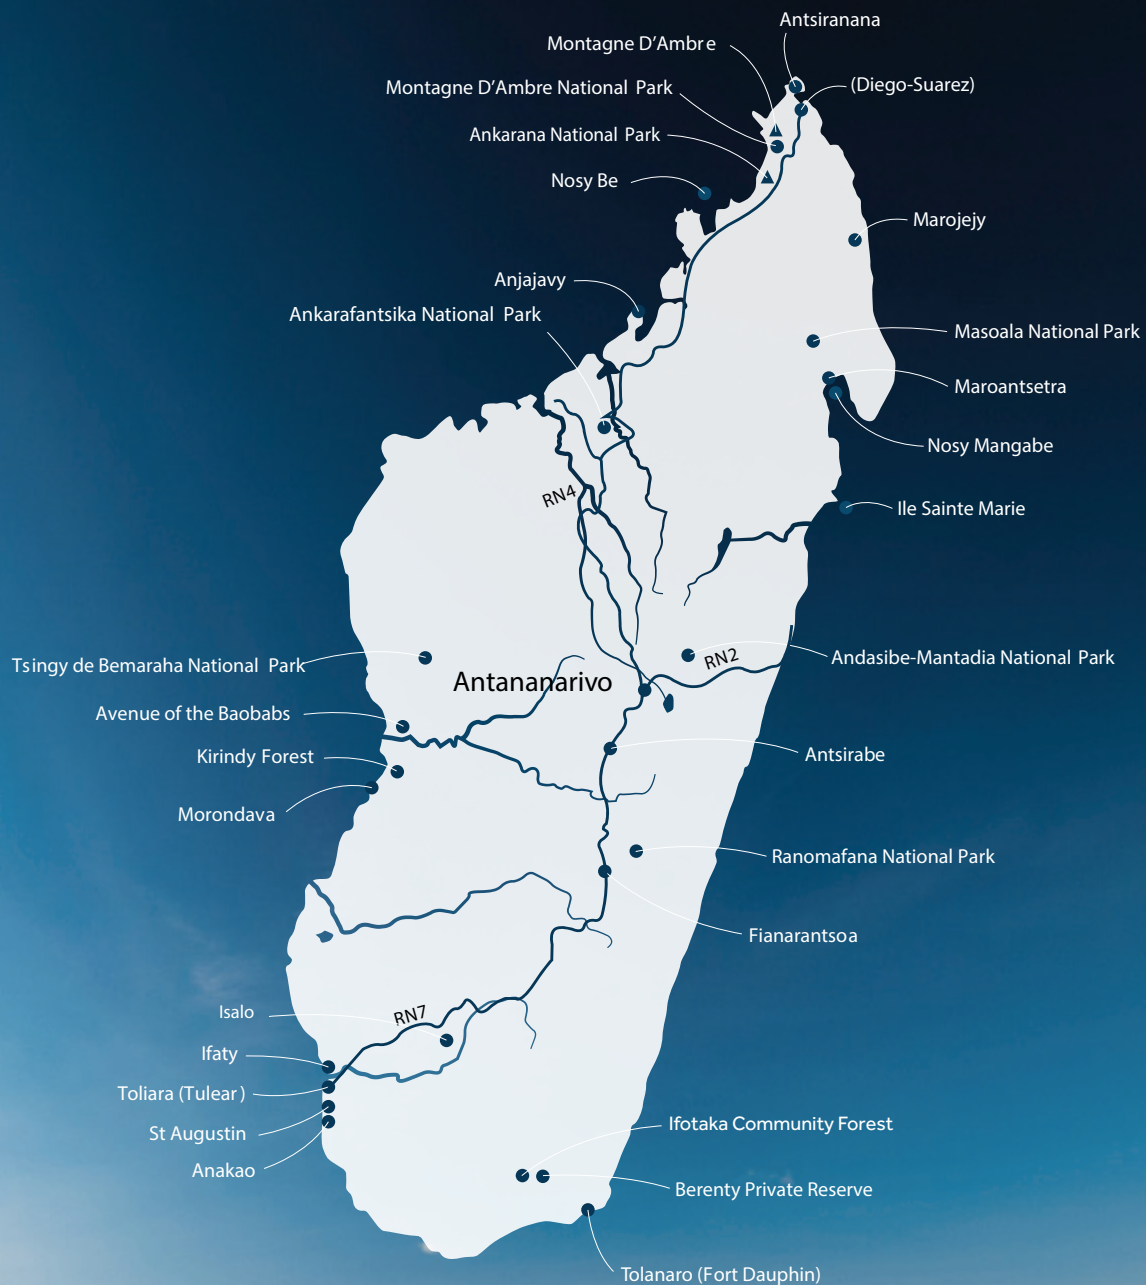 Antsiranana
Montagne D'Ambre
Montagne D'Ambre National Park
(Diego-Suarez)
Ankarana National Park
Nosy Be
Marojejy
Anjajavy
Ankarafantsika National Park
Masoala National Park
Maroantsetra
Nosy Mangabe
RN4
Ile Sainte Marie
Tsingy de Bemaraha National Park
RN2
Andasibe-Mantadia National Park
Antananarivo
Avenue of the Baobabs
Kirindy Forest
Antsirabe
Morondava
Ranomafana National Park
Fianarantsoa
Isalo
RN7
Ifaty
Toliara (Tulear)
St Augustin
Ifotaka Community Forest
Anakao
Berenty Private Reserve
Tolanaro (Fort Dauphin)